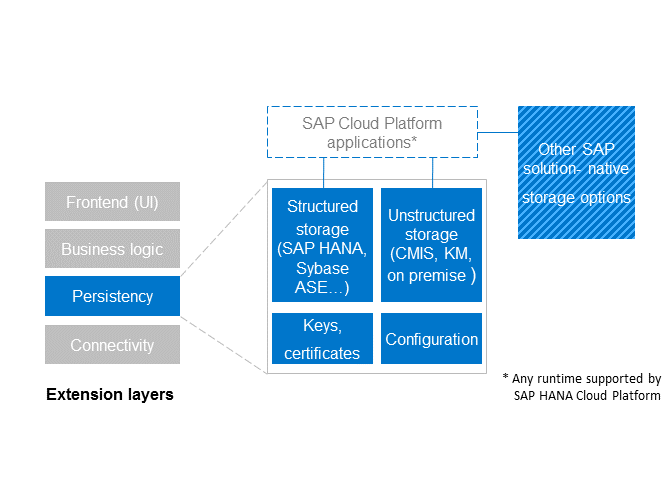 SAP Cloud Platform
applications*
Other SAP
solution- native
storage options
Frontend (UI)
Business logic
Persistency
Connectivity
Extension layers
Structured
storage
(SAP HANA,
Sybase
ASE...)
Unstructured
storage
(CMIS, KM,
on premise )
Keys,
certificates
Configuration
* Any runtime supported by
SAP HANA Cloud Platform